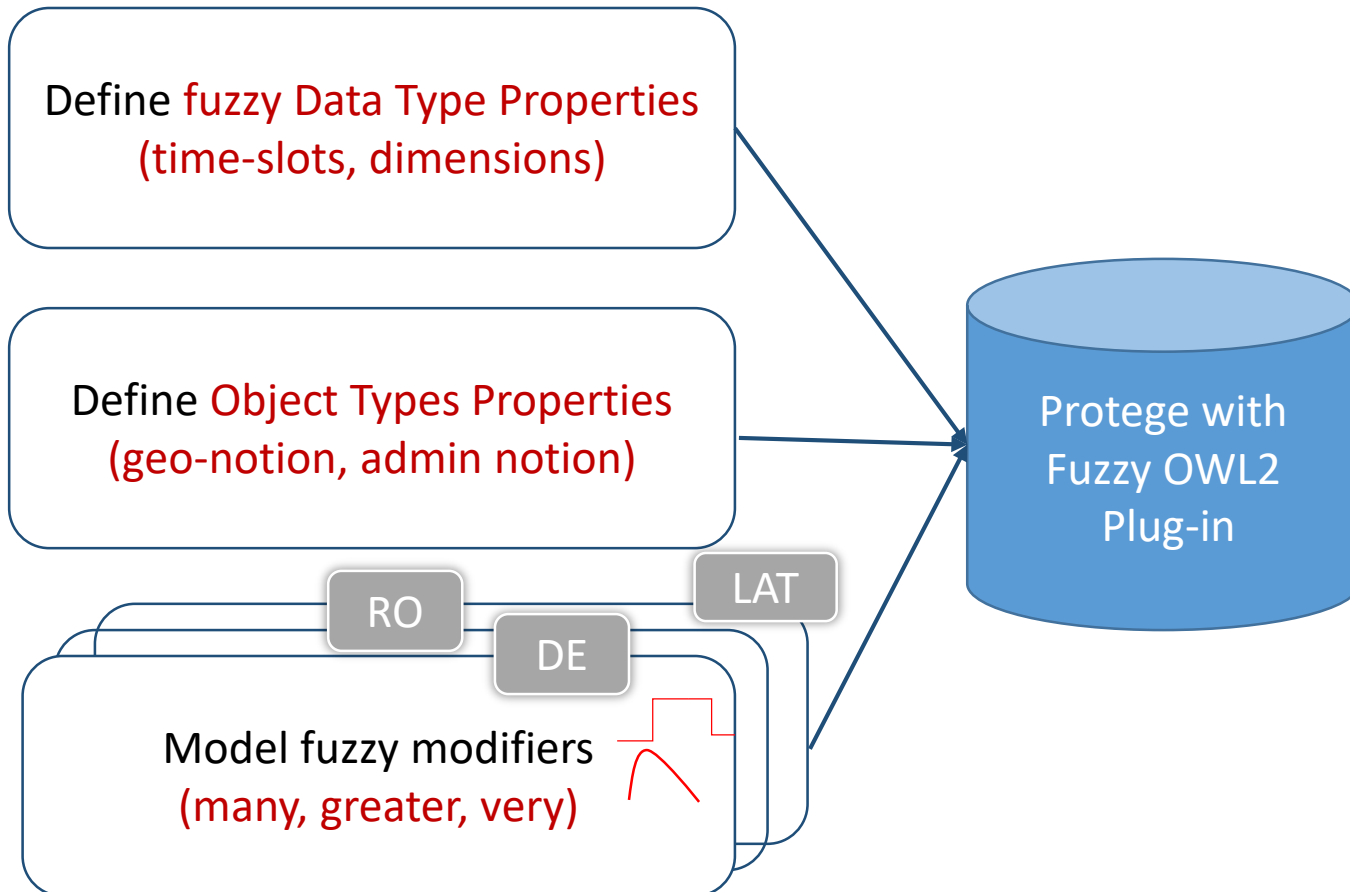 Define fuzzy Data Type Properties
(time-slots, dimensions)
Define Object Types Properties
(geo-notion, admin notion)
RO
DE
LAT
Model fuzzy modifiers
(many, greater, very)
Protege with
Fuzzy OWL2
Plug-in